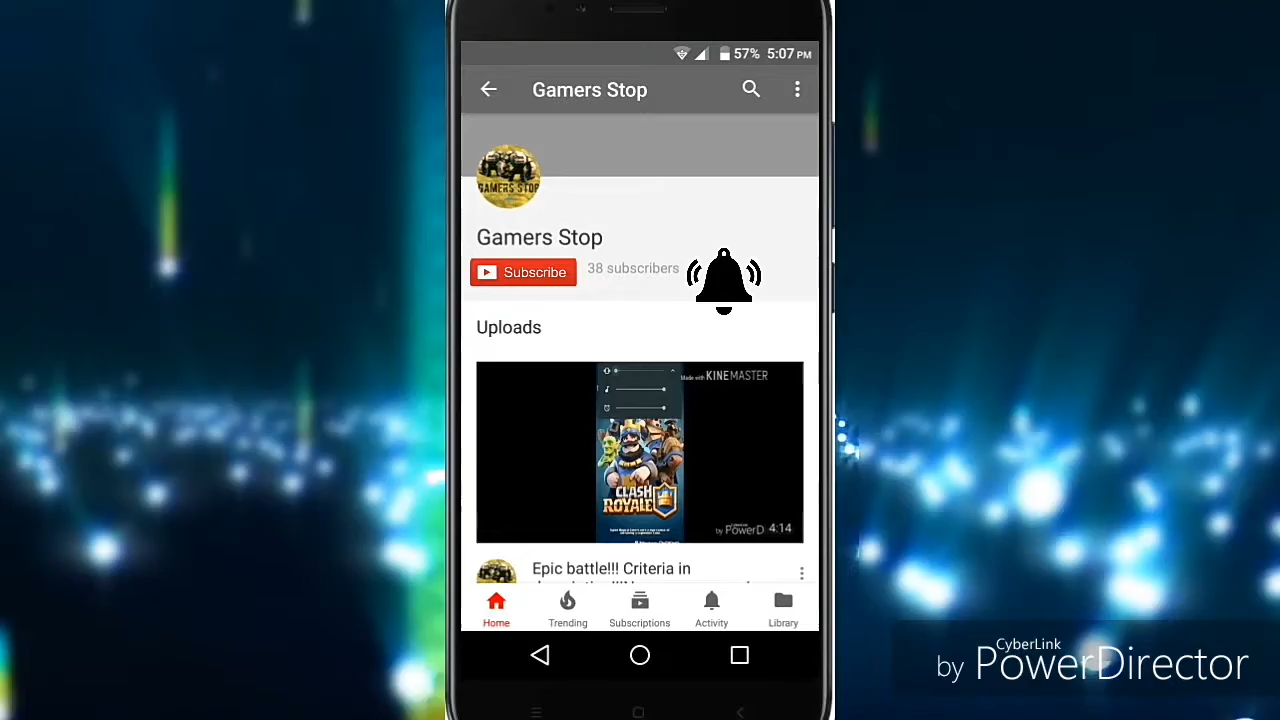 57% 5:07 PM
Gamers Stop
GAMERS STOP
Gamers Stop
Subscribe 38 subscribers
Uploads
Made with KINEMASTER
CLASH
ROYALE
by PowerD 4:14
Epic battle!!! Criteria in
Home Trending Subscriptions Activity Library
CyberLink
by PowerDirector